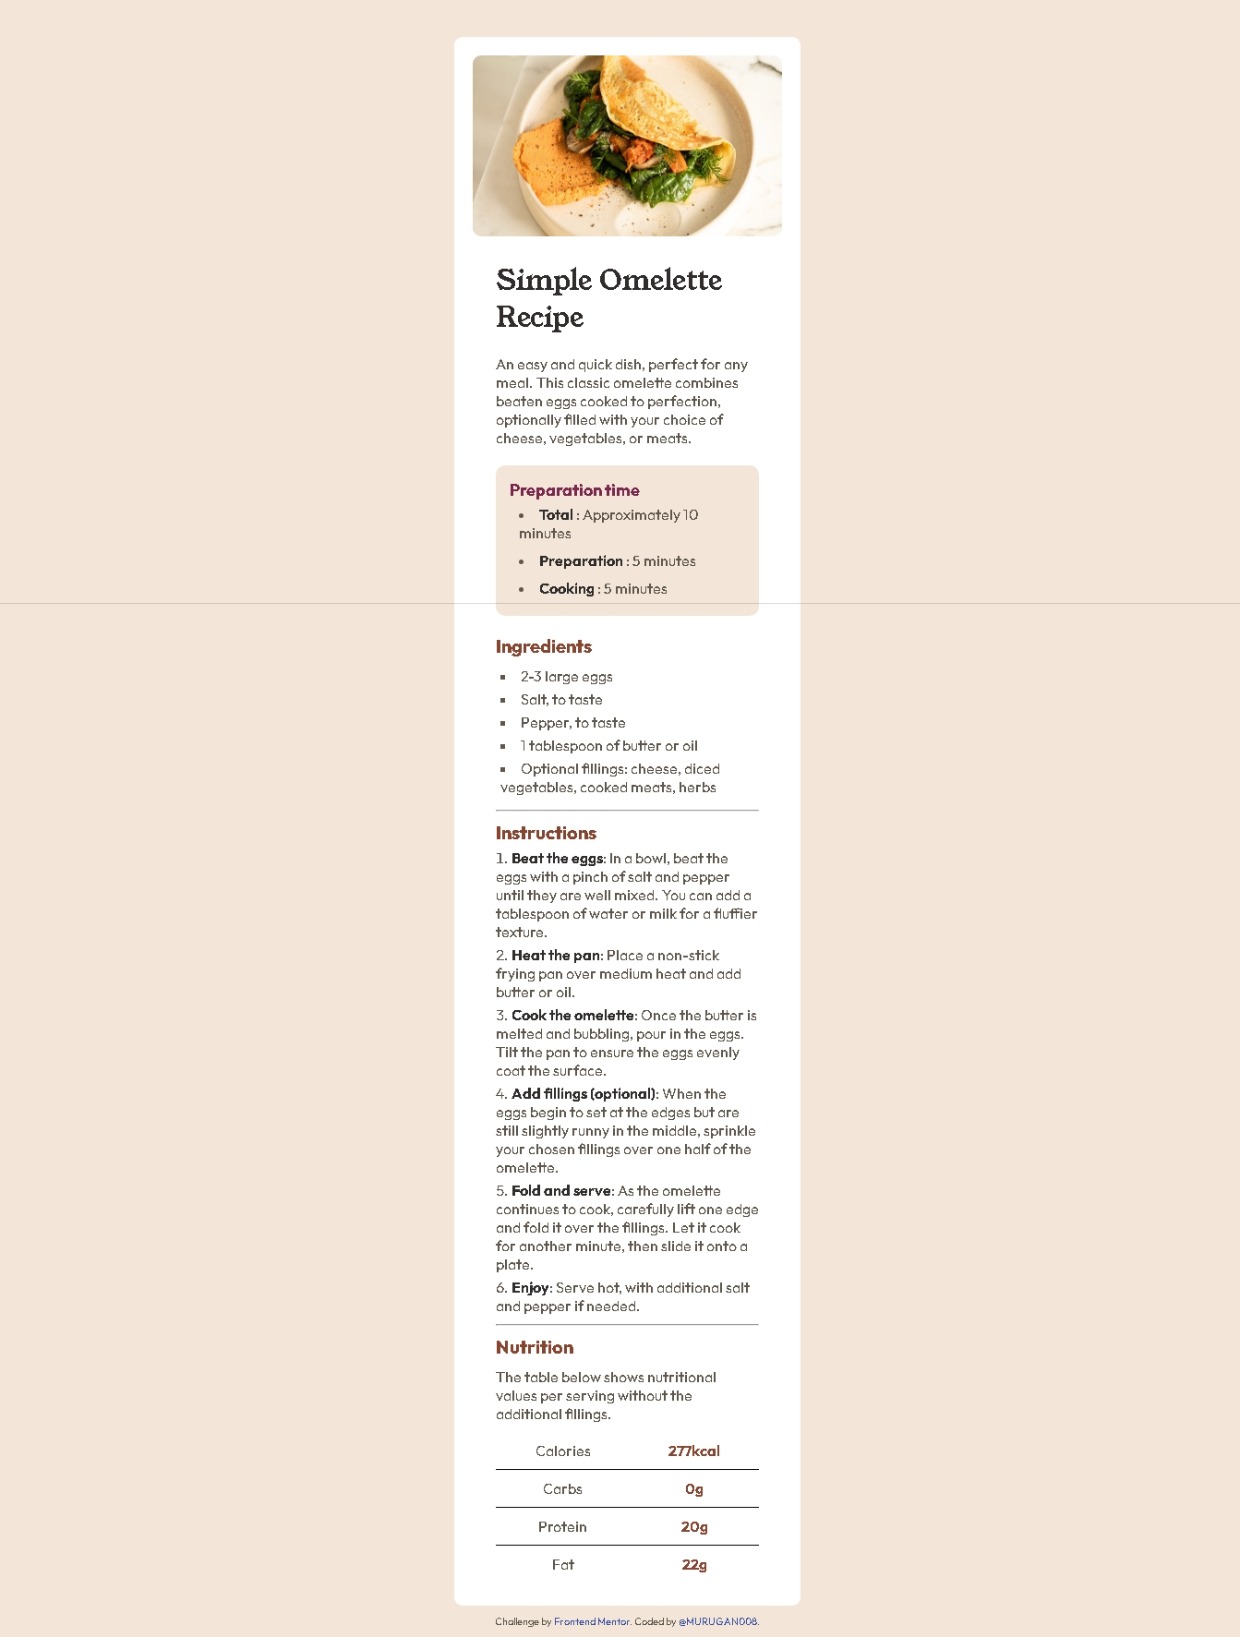 Simple Omelette
Recipe
An easy and quick dish, perfect for any
meal. This classic omelette combines
beaten eggs cooked to perfection,
optionally filled with your choice of
cheese, vegetables, or meats.
Preparation time
• Total : Approximately 10
minutes
• Preparation : 5 minutes
• Cooking : 5 minutes
Ingredients
▪ 2-3 large eggs
▪ Salt, to taste
▪ Pepper, to taste
▪ 1 tablespoon of butter or oil
▪ Optional fillings: cheese, diced
vegetables, cooked meats, herbs
Instructions
1. Beat the eggs: In a bowl, beat the
eggs with a pinch of salt and pepper
until they are well mixed. You can add a
tablespoon of water or milk for a fluffier
texture.
2. Heat the pan: Place a non-stick
frying pan over medium heat and add
butter or oil.
3. Cook the omelette: Once the butter is
melted and bubbling, pour in the eggs.
Tilt the pan to ensure the eggs evenly
coat the surface.
4. Add fillings (optional): When the
eggs begin to set at the edges but are
still slightly runny in the middle, sprinkle
your chosen fillings over one half of the
omelette.
5. Fold and serve: As the omelette
continues to cook, carefully lift one edge
and fold it over the fillings. Let it cook
for another minute, then slide it onto a
plate.
6. Enjoy: Serve hot, with additional salt
and pepper if needed.
Nutrition
The table below shows nutritional
values per serving without the
additional fillings.
Calories 277kcal
Carbs 0g
Protein 20g
Fat 22g
Challenge by Frontend Mentor. Coded by @MURUGAN008.